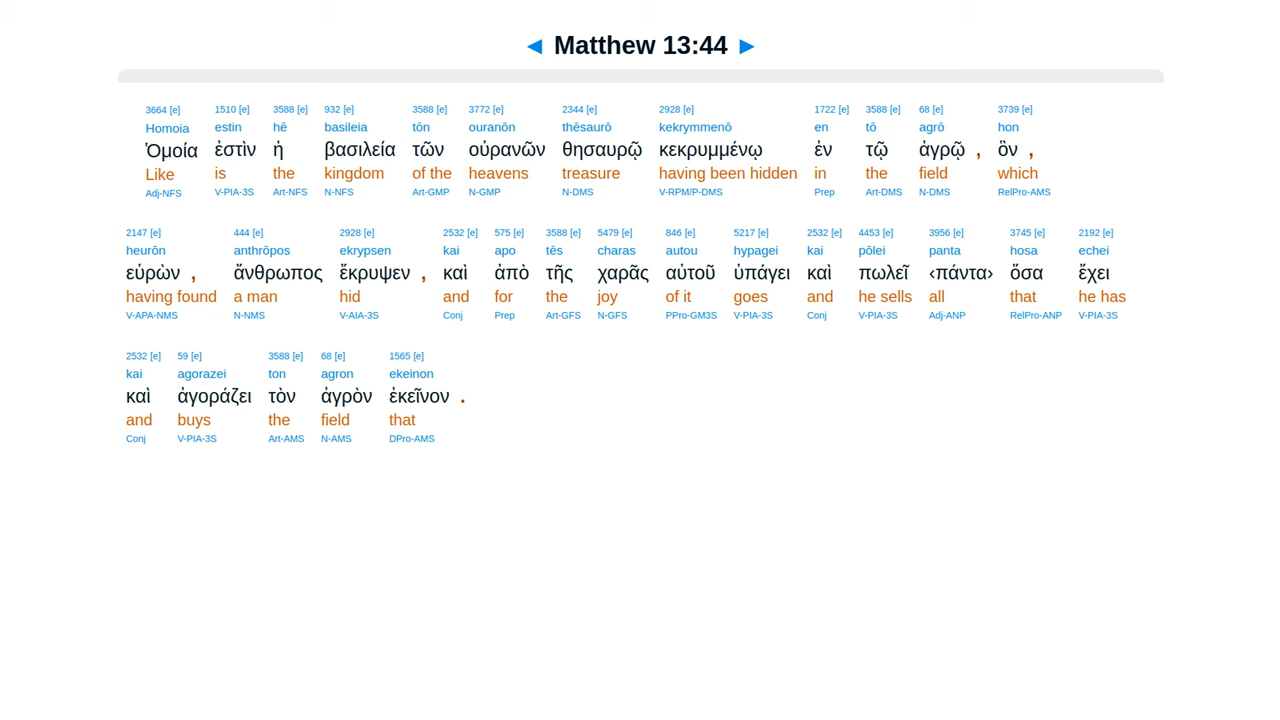 ◄ Matthew 13:44 ►
3664 [e] 1510 [e] 3588 [e] 932 [e] 3588 [e] 3772 [e] 2344 [e] 2928 [e] 1722 [e] 3588 [e] 68 [e] 3739 [e]
Homoia estin hē basileia tōn ouranōn thēsaurō kekrymmenō en tō agrō hon
Ὁμοία ἐστὶν ἡ βασιλεία τῶν οὐρανῶν θησαυρῷ κεκρυμμένῳ ἐν τῷ ἀγρῷ , ὃν ,
Like is the kingdom of the heavens treasure having been hidden in the field which
Adj-NFS V-PIA-3S Art-NFS N-NFS Art-GMP N-GMP N-DMS V-RPM/P-DMS Prep Art-DMS N-DMS RelPro-AMS
2147 [e] 444 [e] 2928 [e] 2532 [e] 575 [e] 3588 [e] 5479 [e] 846 [e] 5217 [e] 2532 [e] 4453 [e] 3956 [e] 3745 [e] 2192 [e]
heurōn anthrōpos ekrypsen kai apo tēs charas autou hypagei kai pōlei panta hosa echei
εὑρὼν , ἄνθρωπος ἔκρυψεν , καὶ ἀπὸ τῆς χαρᾶς αὐτοῦ ὑπάγει καὶ πωλεῖ ‹πάντα› ὅσα ἔχει
having found a man hid and for the joy of it goes and he sells all that he has
V-APA-NMS N-NMS V-AIA-3S Conj Prep Art-GFS N-GFS PPro-GM3S V-PIA-3S Conj V-PIA-3S Adj-ANP RelPro-ANP V-PIA-3S
2532 [e] 59 [e] 3588 [e] 68 [e] 1565 [e]
kai agorazei ton agron ekeinon
καὶ ἀγοράζει τὸν ἀγρὸν ἐκεῖνον .
and buys the field that
Conj V-PIA-3S Art-AMS N-AMS DPro-AMS